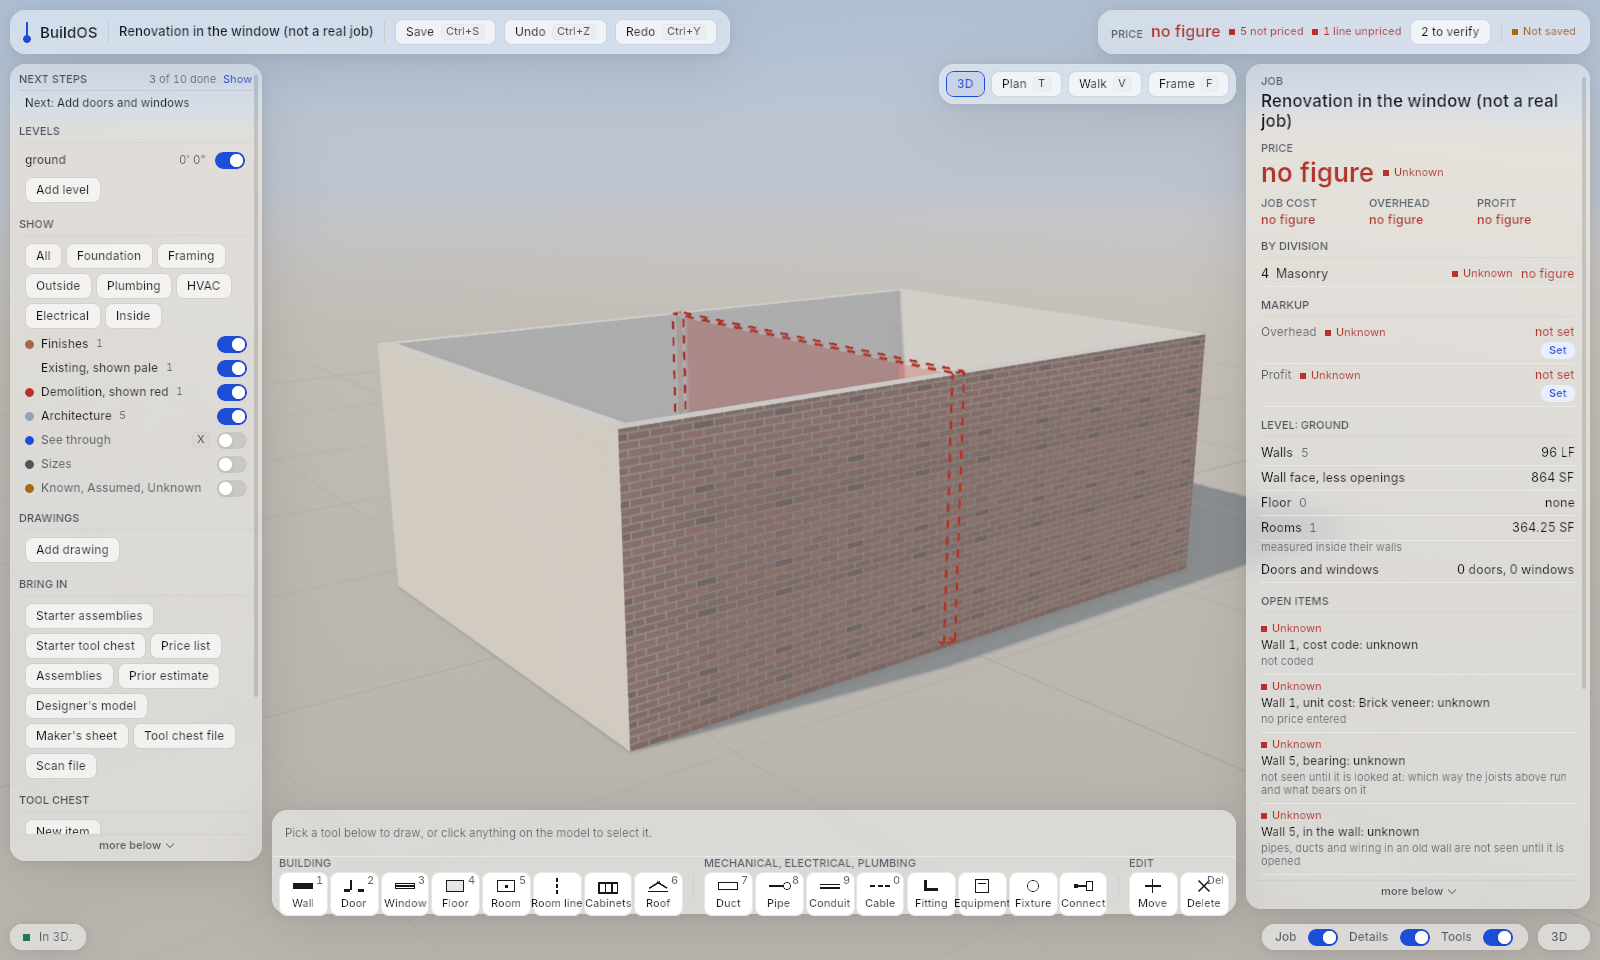 BuildOS
Renovation in the window (not a real job)
Save Ctrl+S
Undo Ctrl+Z
Redo Ctrl+Y
PRICE no figure
5 not priced
1 line unpriced
2 to verify
Not saved
NEXT STEPS 3 of 10 done Show
Next: Add doors and windows
LEVELS
ground 0' 0"
Add level
SHOW
All Foundation Framing
Outside Plumbing HVAC
Electrical Inside
Finishes 1
Existing, shown pale 1
Demolition, shown red 1
Architecture 5
See through X
Sizes
Known, Assumed, Unknown
DRAWINGS
Add drawing
BRING IN
Starter assemblies
Starter tool chest Price list
Assemblies Prior estimate
Designer's model
Maker's sheet Tool chest file
Scan file
TOOL CHEST
New item
more below
3D Plan T Walk V Frame F
Pick a tool below to draw, or click anything on the model to select it.
BUILDING
1 Wall
2 Door
3 Window
4 Floor
5 Room
Room line
Cabinets
6 Roof
MECHANICAL, ELECTRICAL, PLUMBING
7 Duct
8 Pipe
9 Conduit
0 Cable
Fitting
Equipment
Fixture
Connect
EDIT
Move
Del Delete
JOB
Renovation in the window (not a real
job)
PRICE
no figure Unknown
JOB COST OVERHEAD PROFIT
no figure no figure no figure
BY DIVISION
4 Masonry Unknown no figure
MARKUP
Overhead Unknown not set
Set
Profit Unknown not set
Set
LEVEL: GROUND
Walls 5 96 LF
Wall face, less openings 864 SF
Floor 0 none
Rooms 1 364.25 SF
measured inside their walls
Doors and windows 0 doors, 0 windows
OPEN ITEMS
Unknown
Wall 1, cost code: unknown
not coded
Unknown
Wall 1, unit cost: Brick veneer: unknown
no price entered
Unknown
Wall 5, bearing: unknown
not seen until it is looked at: which way the joists above run
and what bears on it
Unknown
Wall 5, in the wall: unknown
pipes, ducts and wiring in an old wall are not seen until it is
opened
more below
In 3D.
Job Details Tools 3D